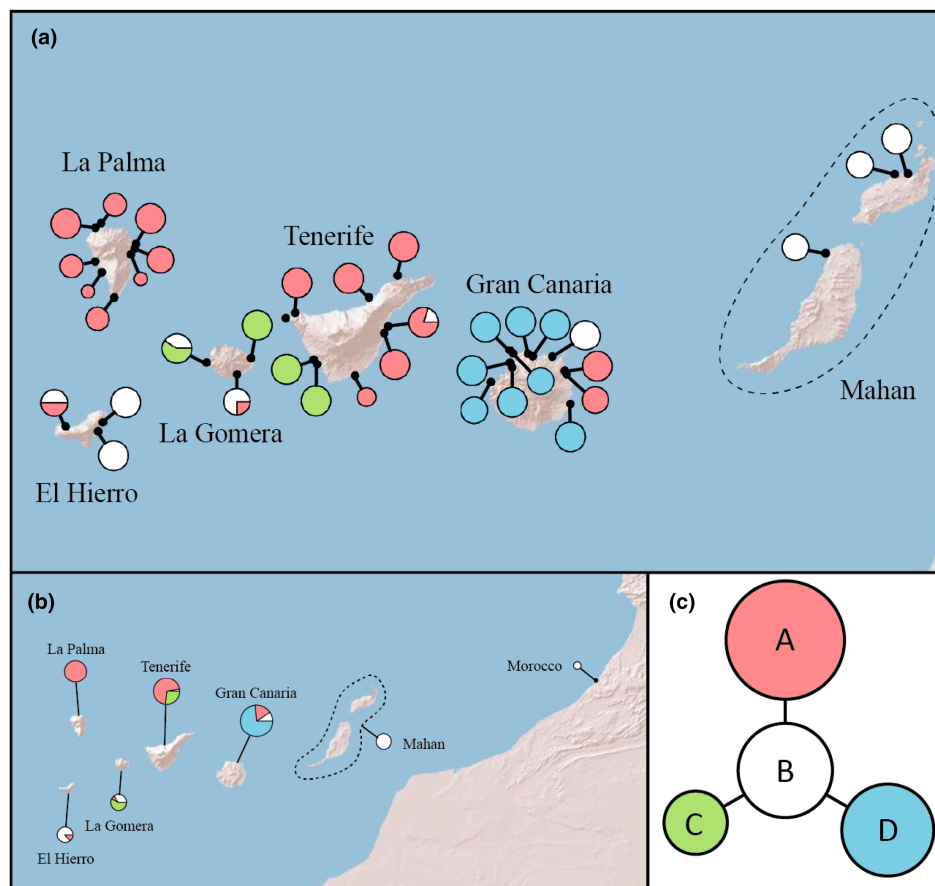 (a)
La Palma
Tenerife
Gran Canaria
Mahan
La Gomera
El Hierro
(b)
La Palma
Tenerife
Gran Canaria
Morocco
Mahan
La Gomera
El Hierro
(c)
A
B
C
D